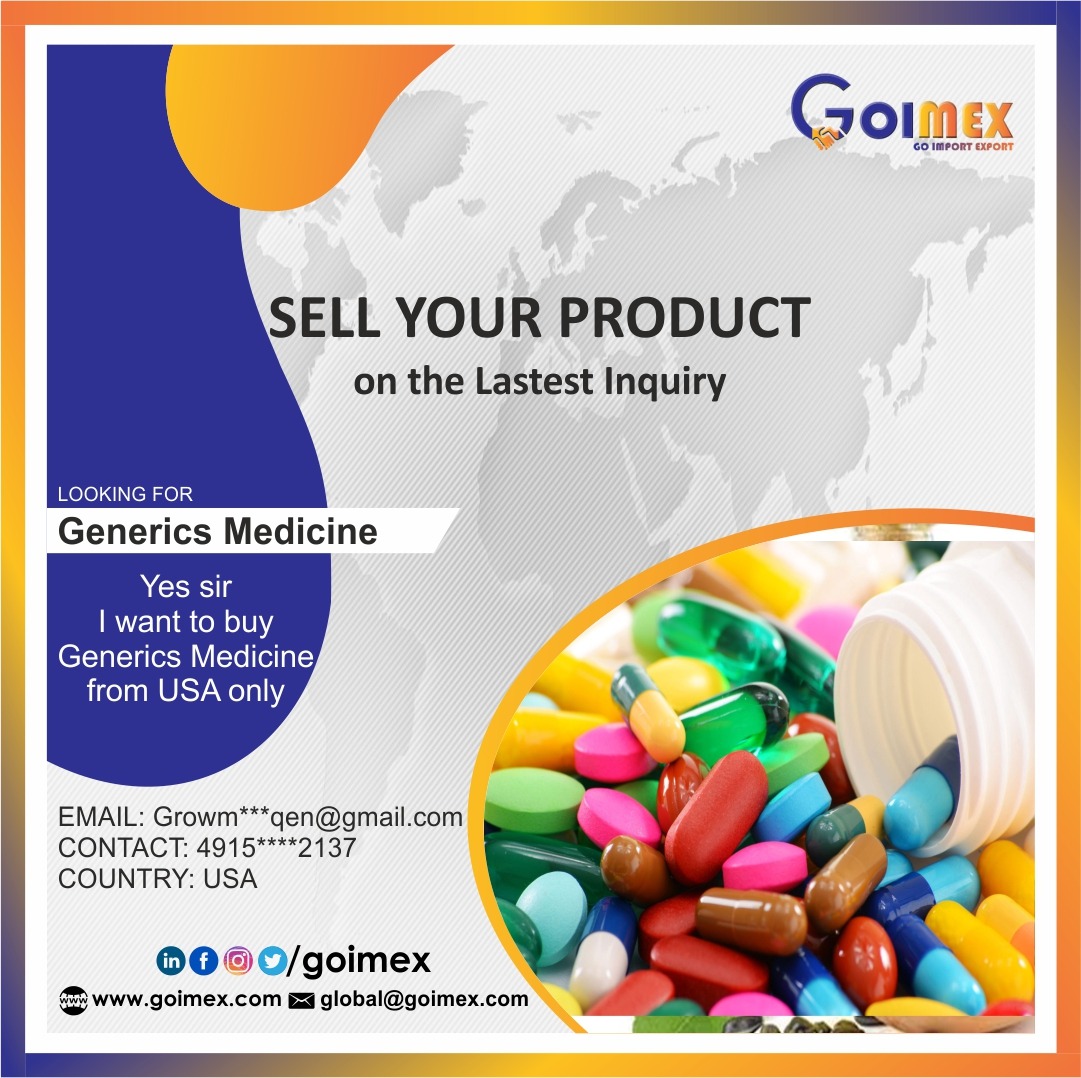 GOIMEX
GO IMPORT EXPORT
SELL YOUR PRODUCT
on the Lastest Inquiry
LOOKING FOR
Generics Medicine
Yes sir
I want to buy
Generics Medicine
from USA only
EMAIL: Growm***qen@gmail.com
CONTACT: 4915****2137
COUNTRY: USA
in f /goimex
www www.goimex.com global@goimex.com